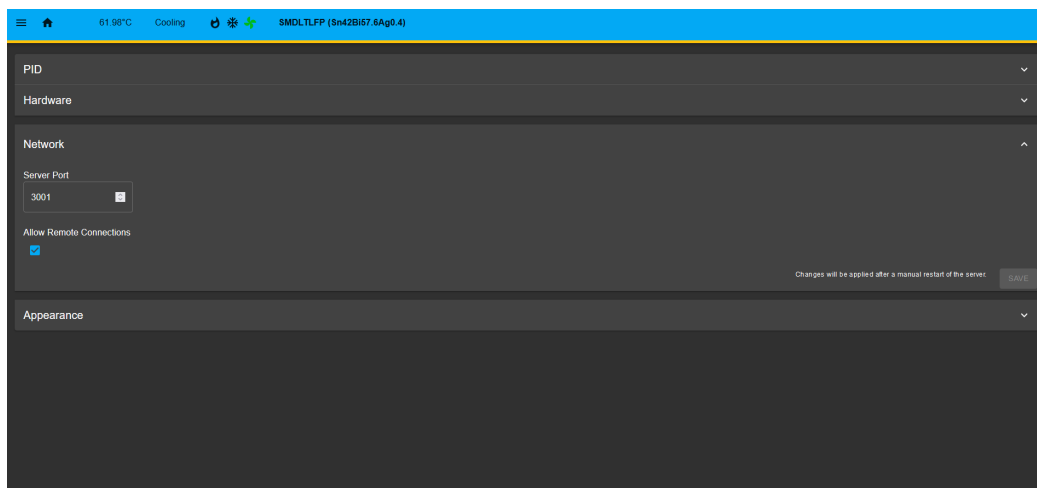 61.98°C Cooling SMDLTLFP (Sn42Bi57.6Ag0.4)
PID
Hardware
Network
Server Port
3001
Allow Remote Connections
Changes will be applied after a manual restart of the server. SAVE
Appearance